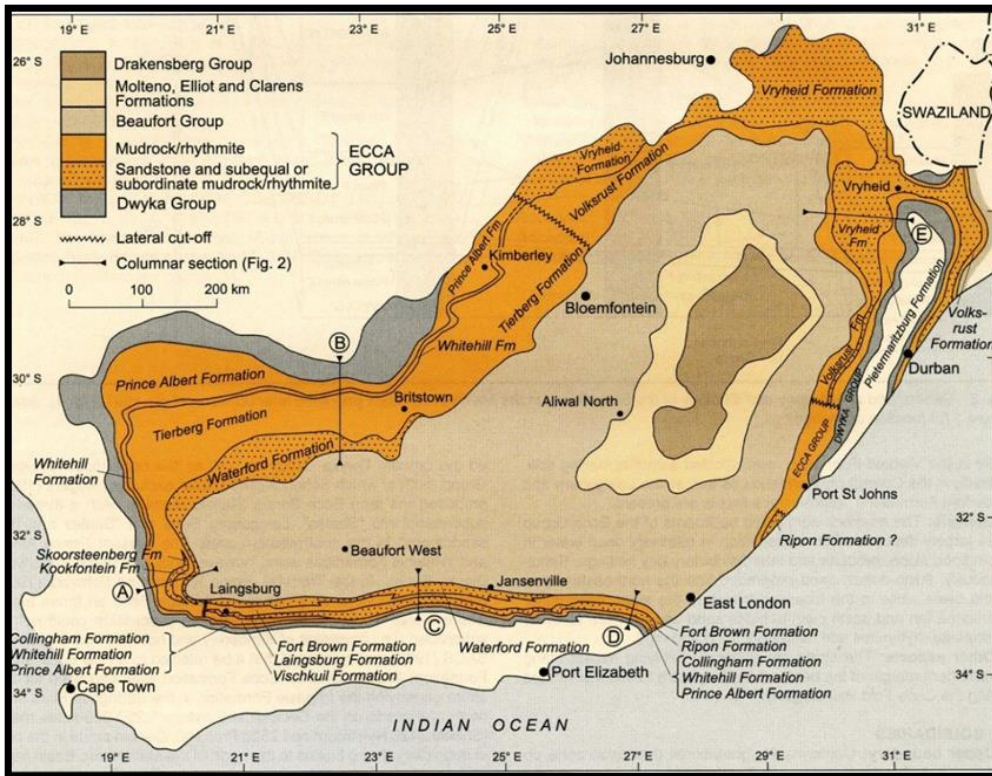 19° E
21° E
23° E
25° E
27° E
29° E
31° E
26° S
28° S
30° S
32° S
34° S
Drakensberg Group
Molteno, Elliot and Clarens
Formations
Beaufort Group
Mudrock/rhythmite
Sandstone and subequal or
subordinate mudrock/rhythmite
ECCA
GROUP
Dwyka Group
Lateral cut-off
Columnar section (Fig. 2)
0 100 200 km
Johannesburg
Vryheid Formation
SWAZILAND
Vryheid
Formation
Volksrust Formation
Vryheid
Vryheid
Fm
E
Prince Albert Fm
Kimberley
Tierberg Formation
Bloemfontein
Whitehill Fm
B
Volksrust Fm
Pietermaritzburg Formation
Volks-
rust
Formation
Durban
DWYKA GROUP
ECCA GROUP
Prince Albert Formation
Britstown
Aliwal North
Tierberg Formation
Waterford Formation
Whitehill
Formation
Port St Johns
32° S
Ripon Formation ?
Skoorsteenberg Fm
Kookfontein Fm
Beaufort West
A
Laingsburg
Jansenville
East London
C
D
Collingham Formation
Whitehill Formation
Prince Albert Formation
Fort Brown Formation
Laingsburg Formation
Vischkuil Formation
Waterford Formation
Fort Brown Formation
Ripon Formation
Collingham Formation
Whitehill Formation
Prince Albert Formation
Port Elizabeth
Cape Town
34° S
INDIAN OCEAN
19° E
21° E
23° E
25° E
27° E
29° E
31° E